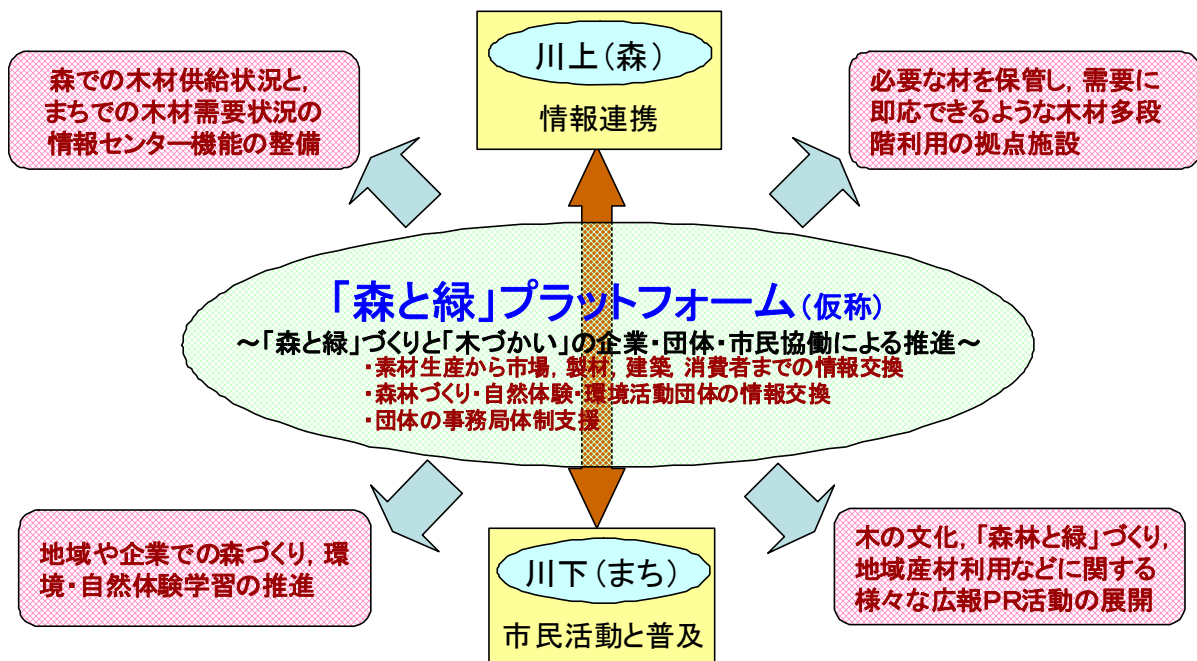 川上（森）
情報連携
森での木材供給状況と，
まちでの木材需要状況の
情報センター機能の整備
必要な材を保管し，需要に
即応できるような木材多段
階利用の拠点施設
「森と緑」プラットフォーム（仮称）
～「森と緑」づくりと「木づかい」の企業・団体・市民協働による推進～
・素材生産から市場，製材，建築，消費者までの情報交換
・森林づくり・自然体験・環境活動団体の情報交換
・団体の事務局体制支援
地域や企業での森づくり，環
境・自然体験学習の推進
川下（まち）
市民活動と普及
木の文化，「森林と緑」づくり，
地域産材利用などに関する
様々な広報PR活動の展開